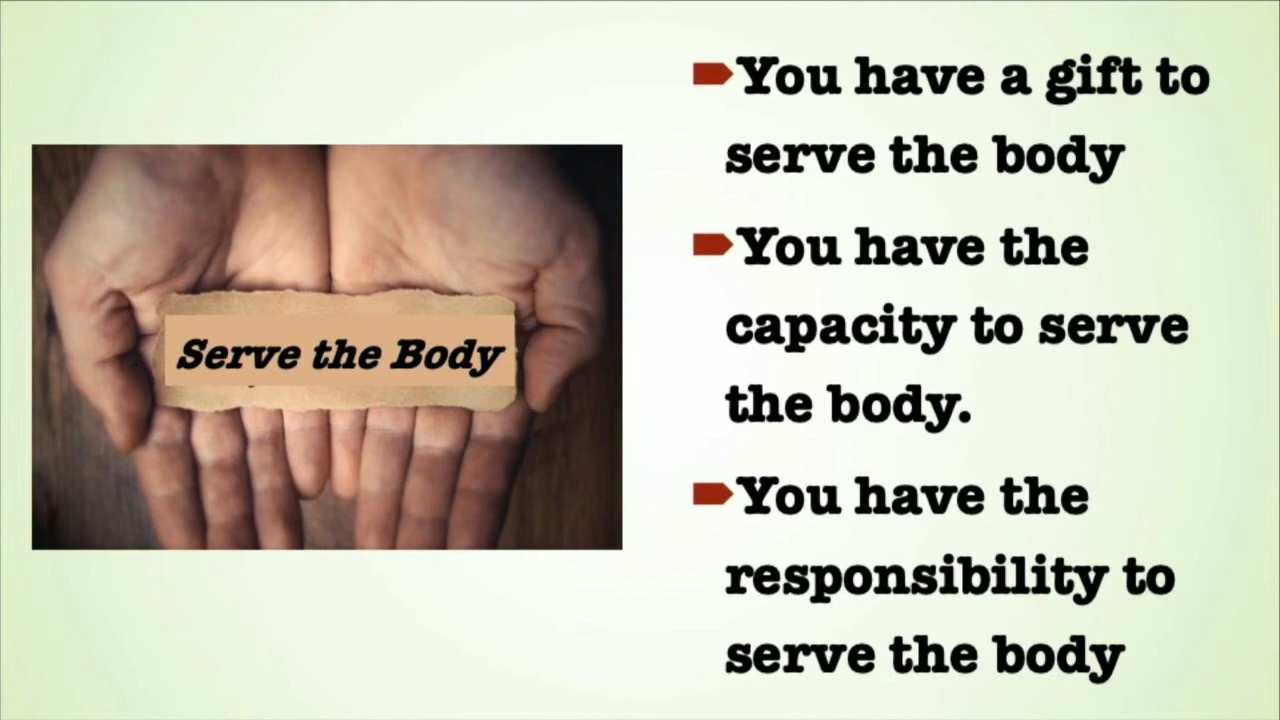 Serve the Body
You have a gift to
serve the body
You have the
capacity to serve
the body.
You have the
responsibility to
serve the body